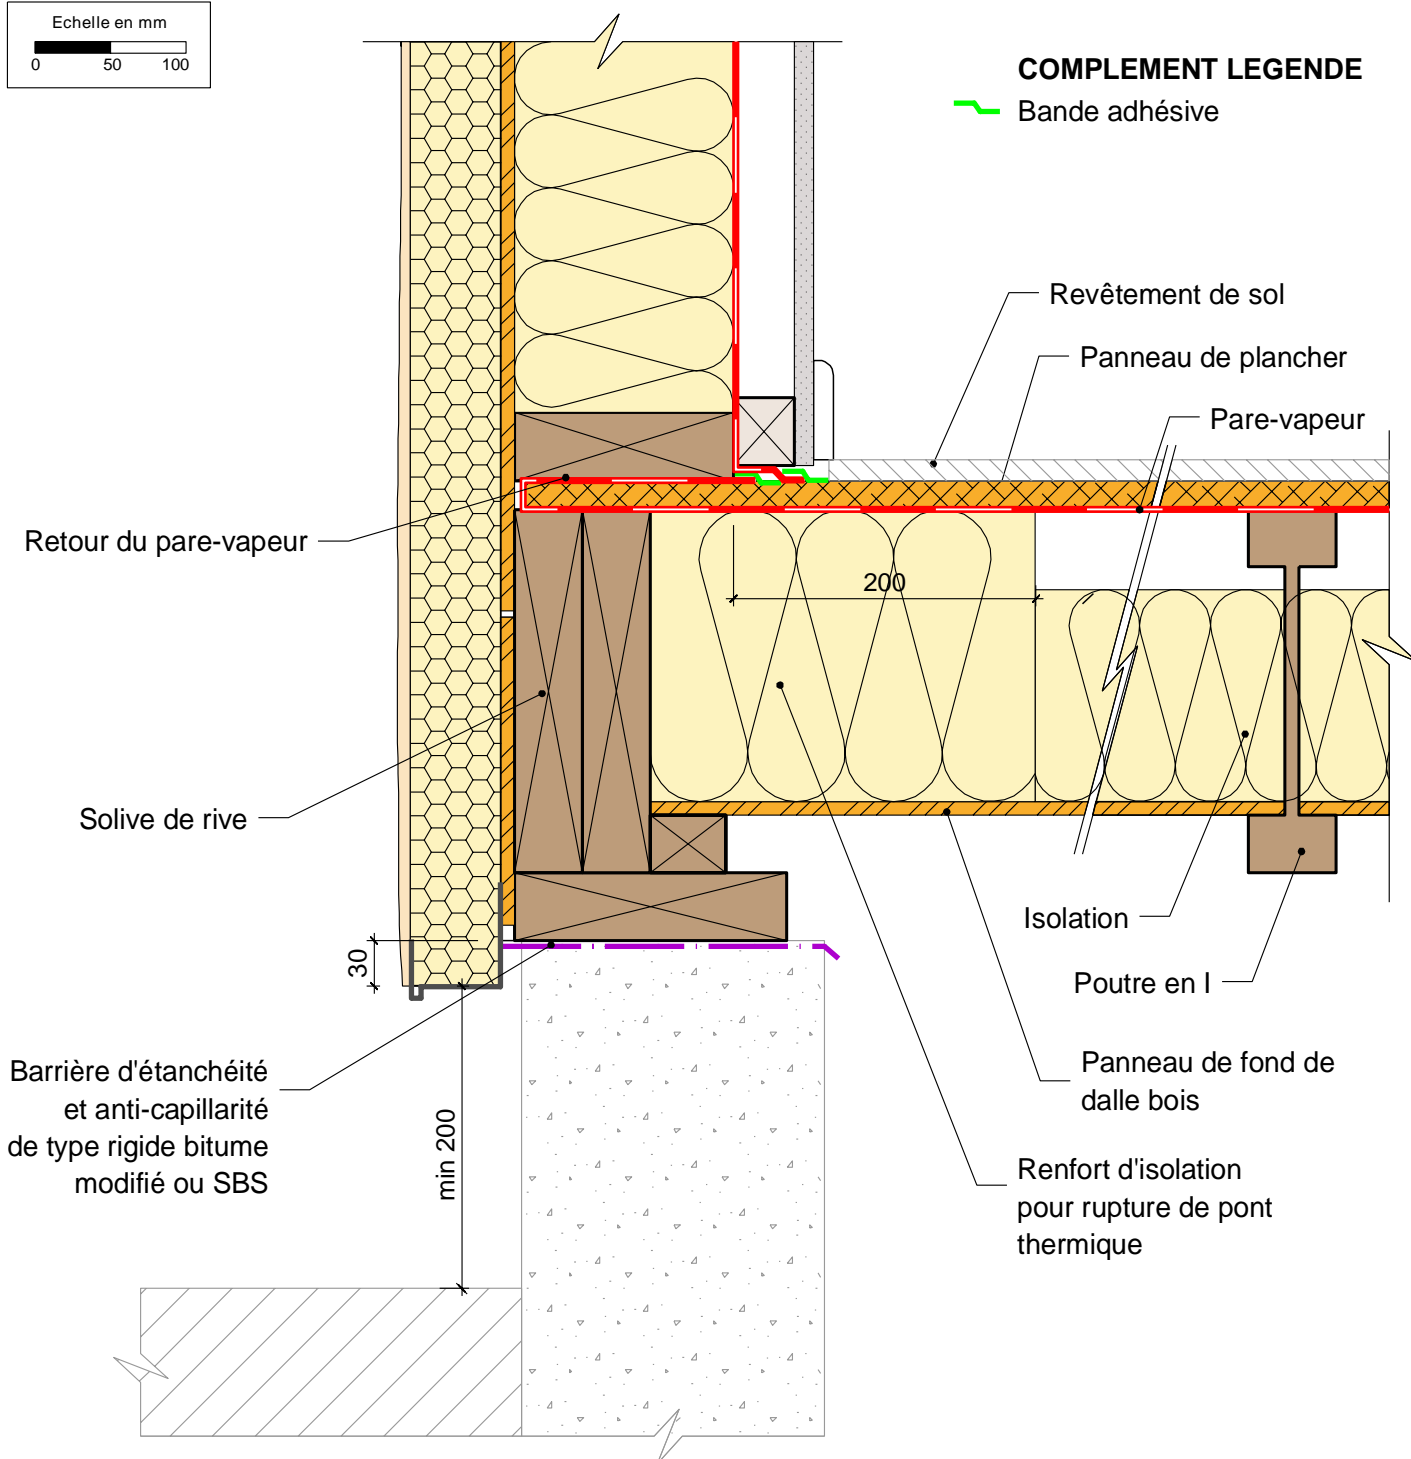 Echelle en mm
0 50 100
COMPLEMENT LEGENDE
Bande adhésive
Revêtement de sol
Panneau de plancher
Pare-vapeur
Retour du pare-vapeur
200
Solive de rive
Isolation
30
Poutre en I
Barrière d'étanchéité
et anti-capillarité
de type rigide bitume
modifié ou SBS
min 200
Panneau de fond de
dalle bois
Renfort d'isolation
pour rupture de pont
thermique